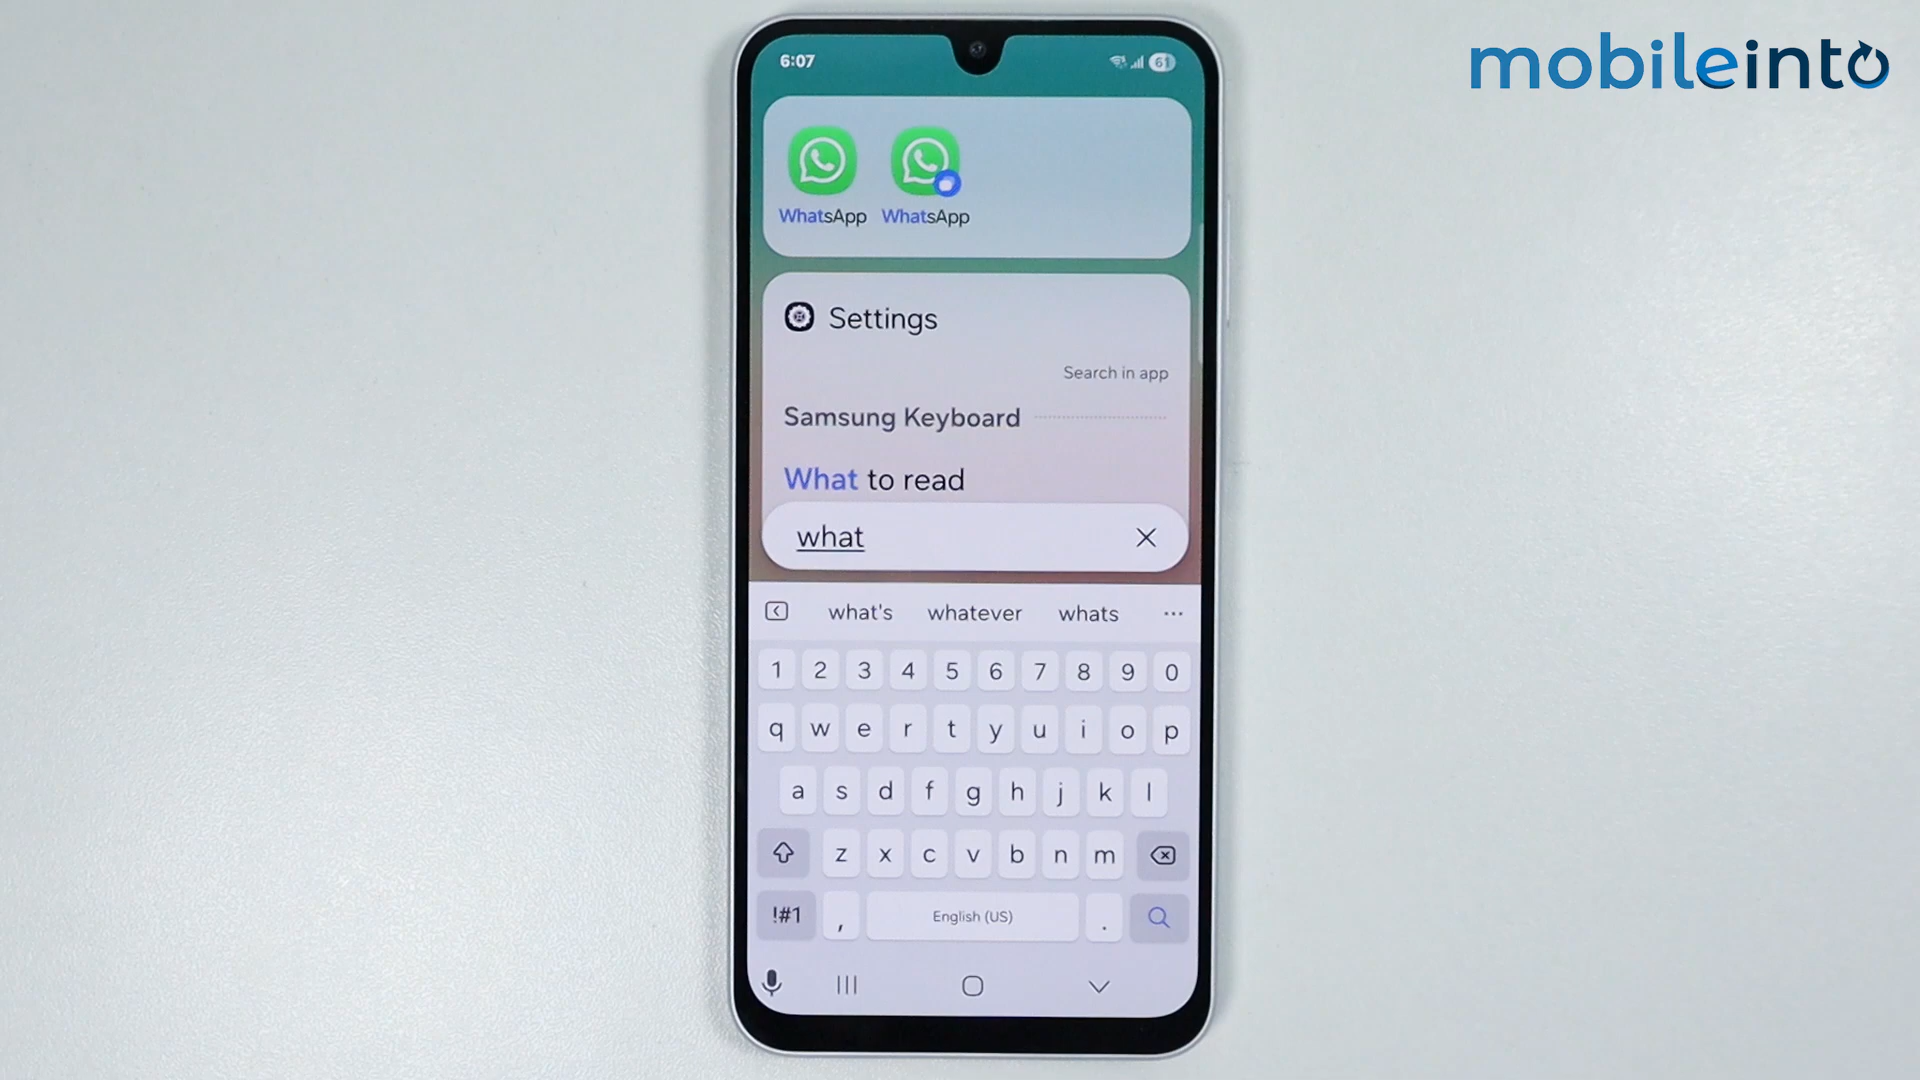 mobileinto
6:07
61
WhatsApp WhatsApp
Settings
Search in app
Samsung Keyboard
What to read
what
what's whatever whats
1 2 3 4 5 6 7 8 9 0
q w e r t y u i o p
a s d f g h j k l
z x c v b n m
!#1 , English (US) .